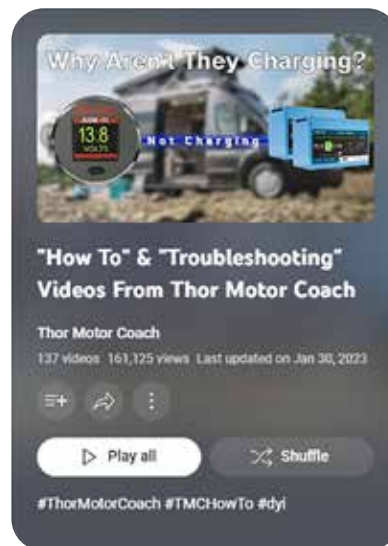 Why Aren't They Charging?
13.8
VOLTS
Not Charging
"How To" & "Troubleshooting"
Videos From Thor Motor Coach
Thor Motor Coach
137 videos 161,125 views Last updated on Jan 30, 2023
Play all
Shuffle
#ThorMotorCoach #TMCHowTo #dyi